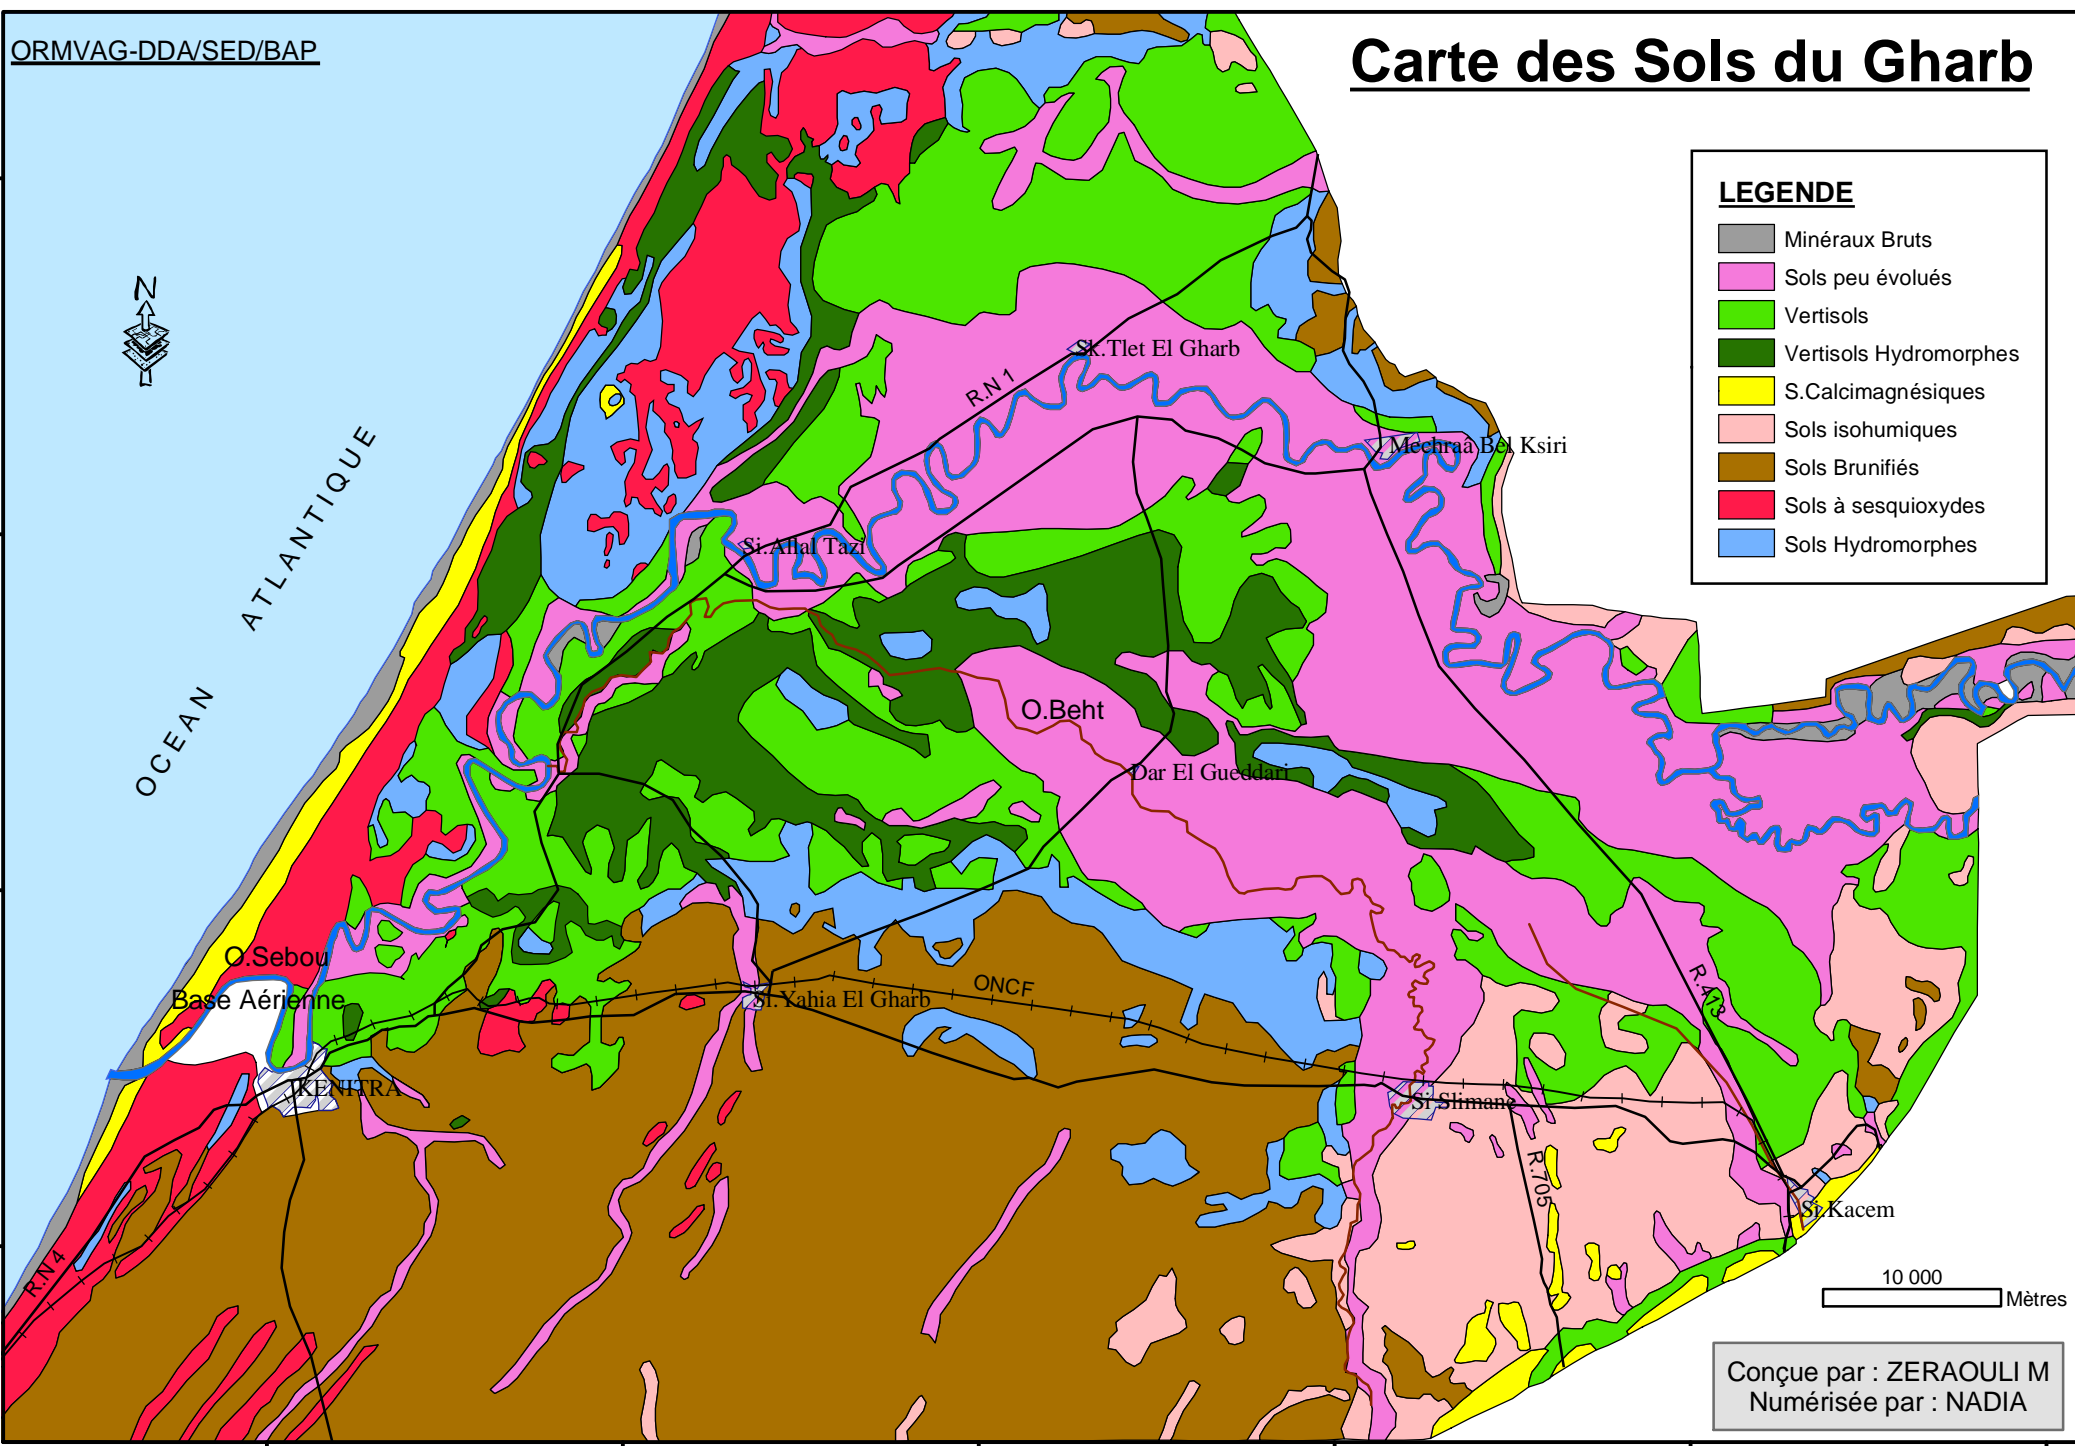 ORMVAG-DDA/SED/BAP
Carte des Sols du Gharb
LEGENDE
Minéraux Bruts
Sols peu évolués
Vertisols
Vertisols Hydromorphes
S.Calcimagnésiques
Sols isohumiques
Sols Brunifiés
Sols à sesquioxydes
Sols Hydromorphes
N
OCEAN ATLANTIQUE
Sk.Tlet El Gharb
R.N 1
Mechraâ Bel Ksiri
Si.Allal Tazi
O.Beht
Dar El Gueddari
O.Sebou
Base Aérienne
Si.Yahia El Gharb
ONCF
R.413
KENITRA
Si Slimane
R.705
Si.Kacem
R.N 4
10 000
Mètres
Conçue par : ZERAOULI M
Numérisée par : NADIA